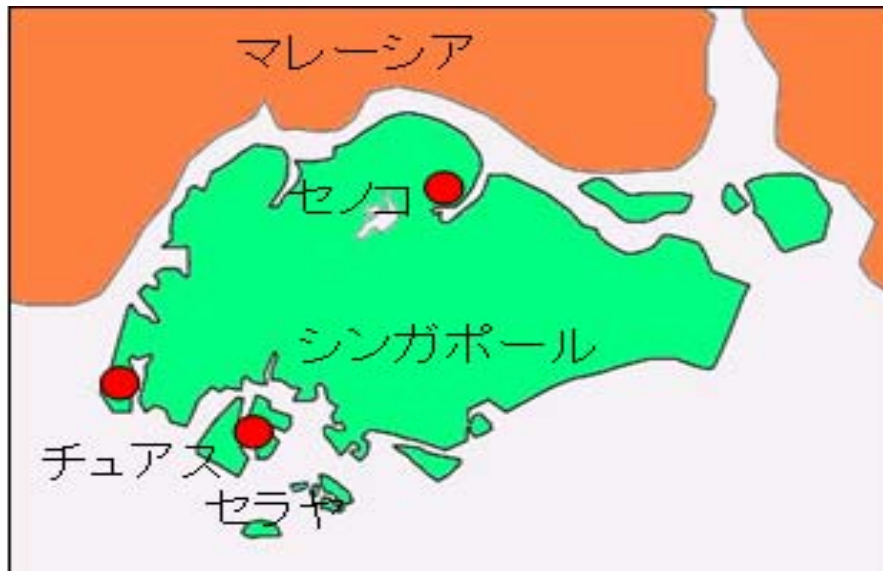 マレーシア
セノコ
シンガポール
チュアス
セラヤ